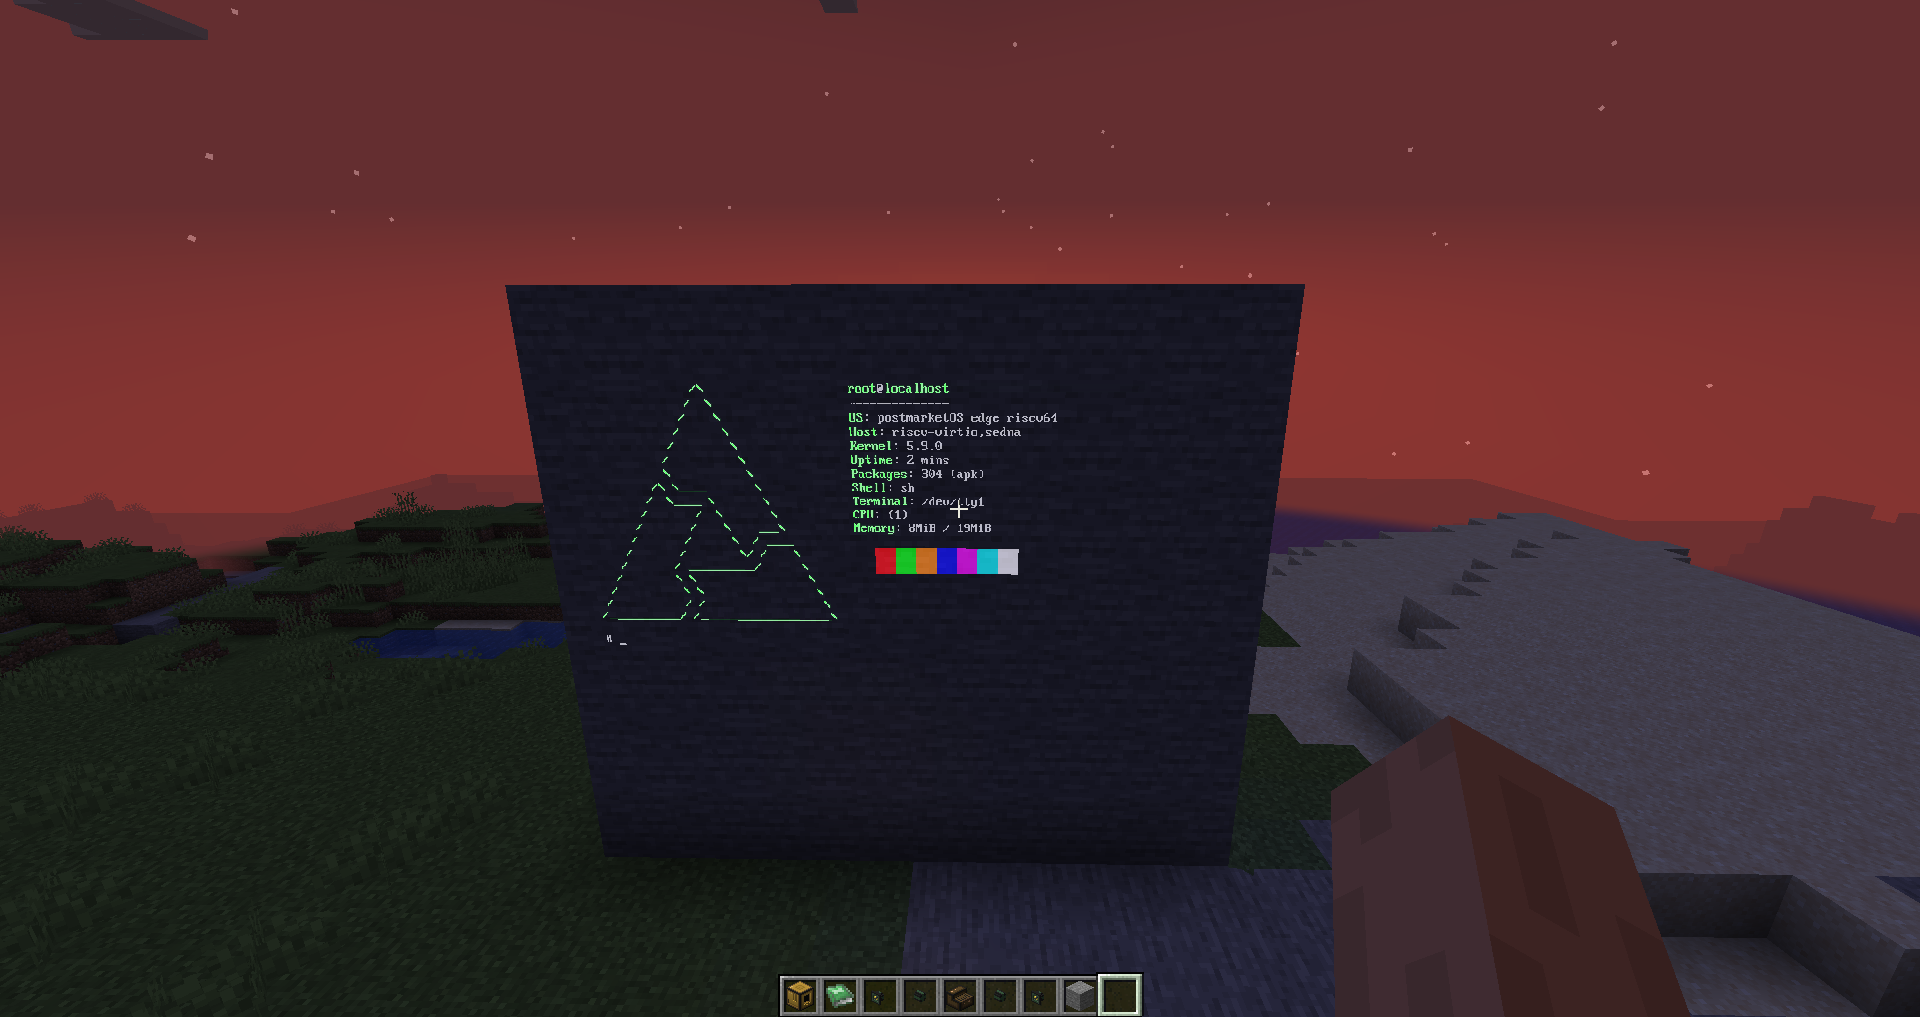 root@localhost
--------------
OS: postmarketOS edge riscv64
Host: riscv-virtio,sedna
Kernel: 5.9.0
Uptime: 2 mins
Packages: 304 (apk)
Shell: sh
Terminal: /dev/tty1
CPU: (1)
Memory: 8MiB / 19MiB
# _